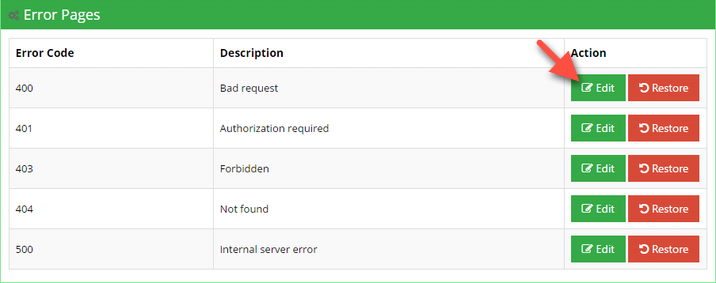 Error Pages
Error Code Description Action
400 Bad request Edit Restore
401 Authorization required Edit Restore
403 Forbidden Edit Restore
404 Not found Edit Restore
500 Internal server error Edit Restore